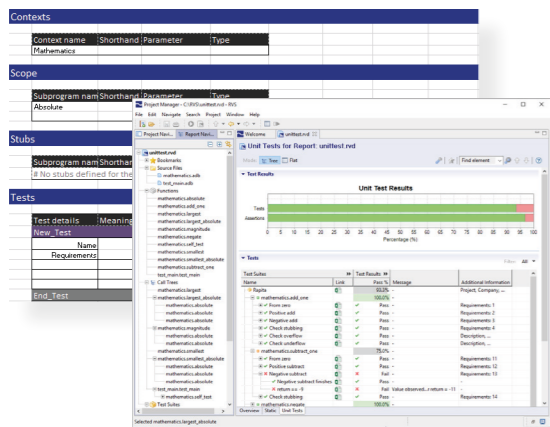 Contexts
Context name Shorthand Parameter Type
Mathematics
Scope
Subprogram nam Shorthand Parameter Type
Absolute
Stubs
Subprogram nam Shorthan
# No stubs defined for the
Tests
Test details Meaning
New_Test
Name
Requirements
End_Test
Project Manager - C:\RVS\unittest.rvd - RVS
File Edit Navigate Search Project Window Help
Project Navi... Report Navi...
unittest.rvd
Bookmarks
Source Files
mathematics.adb
test_main.adb
Functions
mathematics.absolute
mathematics.add_one
mathematics.largest
mathematics.largest_absolute
mathematics.magnitude
mathematics.negate
mathematics.self_test
mathematics.smallest
mathematics.smallest_absolute
mathematics.subtract_one
test_main.test_main
Call Trees
mathematics.largest
mathematics.largest_absolute
mathematics.absolute
mathematics.absolute
mathematics.magnitude
mathematics.absolute
mathematics.absolute
mathematics.smallest
mathematics.smallest_absolute
mathematics.absolute
mathematics.absolute
test_main.test_main
mathematics.self_test
Test Suites
Selected mathematics.largest_absolute
Welcome unittest.rvd
Unit Tests for Report: unittest.rvd
Mode: Tree Flat Find element
Test Results
Unit Test Results
Tests
Assertions
0 5 10 15 20 25 30 35 40 45 50 55 60 65 70 75 80 85 90 95 100
Percentage (%)
Tests
Filter: All
Test Suites Test Results
Name Link Pass % Message Additional Information
Rapita 93.3% - Project, Company, ...
mathematics.add_one 100.0% -
From zero Pass - Requirements: 1
Positive add Pass - Requirements: 2
Negative add Pass - Requirements: 3
Check stubbing Pass - Requirements: 4
Check overflow Pass - Description, ...
Check underflow Pass - Description, ...
mathematics.subtract_one 75.0% -
From zero Pass - Requirements: 11
Positive subtract Pass - Requirements: 12
Negative subtract Fail - Requirements: 13
Negative subtract finishes Pass -
return == -9 Fail Value observed...s return = -11 -
Check stubbing Pass - Requirements: 14
mathematics.negate 100.0% -
Overview Static Unit Tests